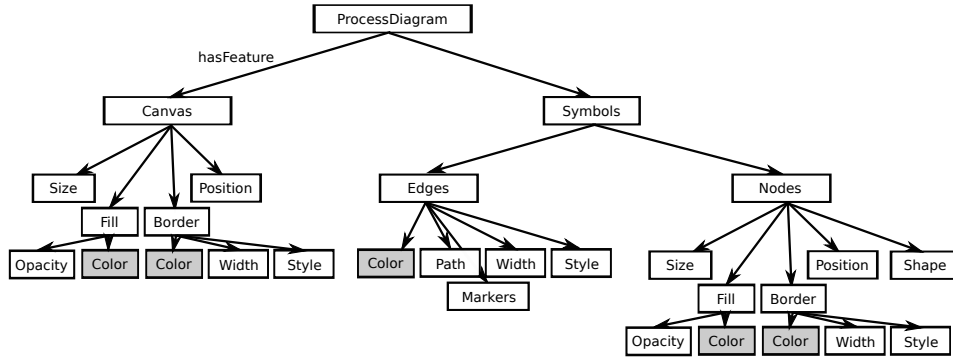 ProcessDiagram
hasFeature
Canvas
Symbols
Size
Position
Edges
Nodes
Fill
Border
Opacity
Color
Color
Width
Style
Color
Path
Width
Style
Markers
Size
Position
Shape
Fill
Border
Opacity
Color
Color
Width
Style